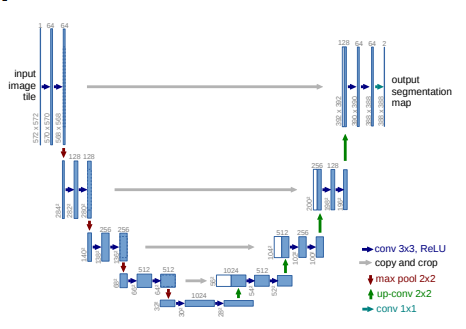 1 64 64
128 64 64 2
input
image
tile
output
segmentation
map
572 x 572
570 x 570
568 x 568
392 x 392
390 x 390
388 x 388
388 x 388
128 128
256 128
284²
282²
280²
200²
198²
196²
256 256
512 256
140²
138²
136²
104²
102²
100²
512 512
1024 512
68²
66²
64²
56²
54²
52²
1024
32²
30²
28²
conv 3x3, ReLU
copy and crop
max pool 2x2
up-conv 2x2
conv 1x1